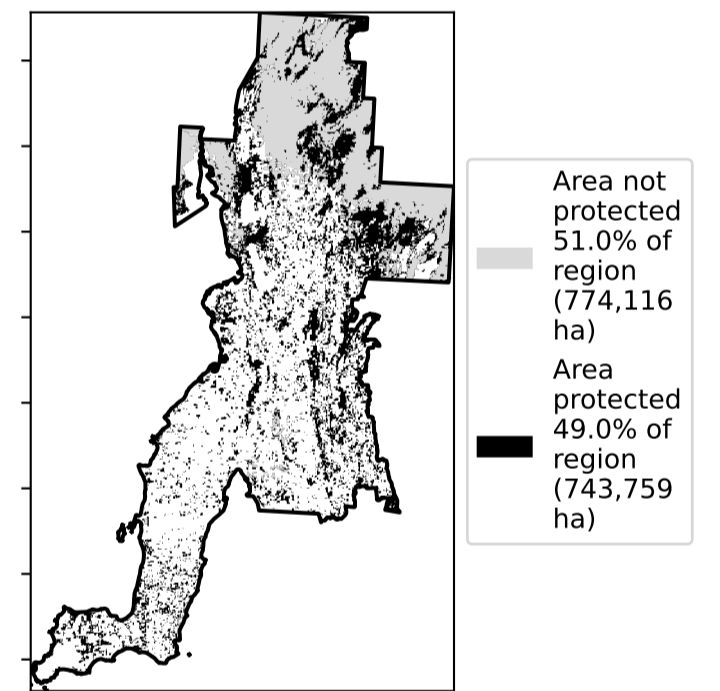 Area not
protected
51.0% of
region
(774,116
ha)
Area
protected
49.0% of
region
(743,759
ha)